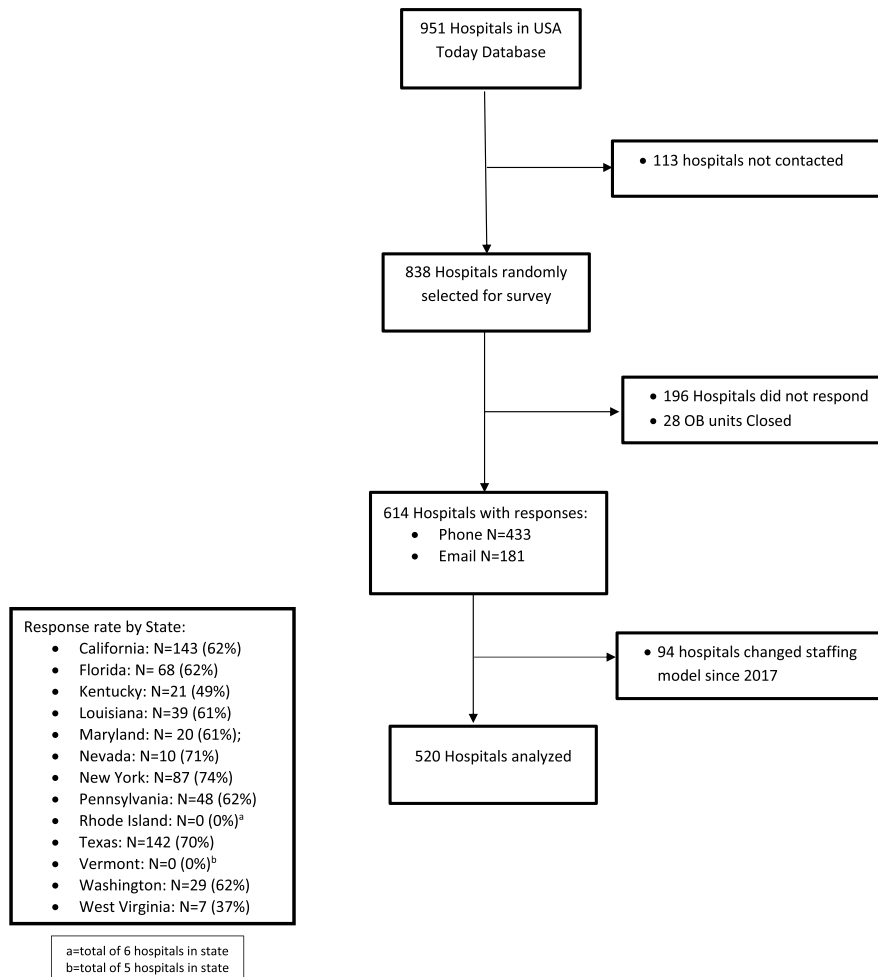 951 Hospitals in USA
Today Database
• 113 hospitals not contacted
838 Hospitals randomly
selected for survey
• 196 Hospitals did not respond
• 28 OB units Closed
614 Hospitals with responses:
• Phone N=433
• Email N=181
• 94 hospitals changed staffing
model since 2017
520 Hospitals analyzed
Response rate by State:
• California: N=143 (62%)
• Florida: N= 68 (62%)
• Kentucky: N=21 (49%)
• Louisiana: N=39 (61%)
• Maryland: N= 20 (61%);
• Nevada: N=10 (71%)
• New York: N=87 (74%)
• Pennsylvania: N=48 (62%)
• Rhode Island: N=0 (0%)ᵃ
• Texas: N=142 (70%)
• Vermont: N=0 (0%)ᵇ
• Washington: N=29 (62%)
• West Virginia: N=7 (37%)
a=total of 6 hospitals in state
b=total of 5 hospitals in state